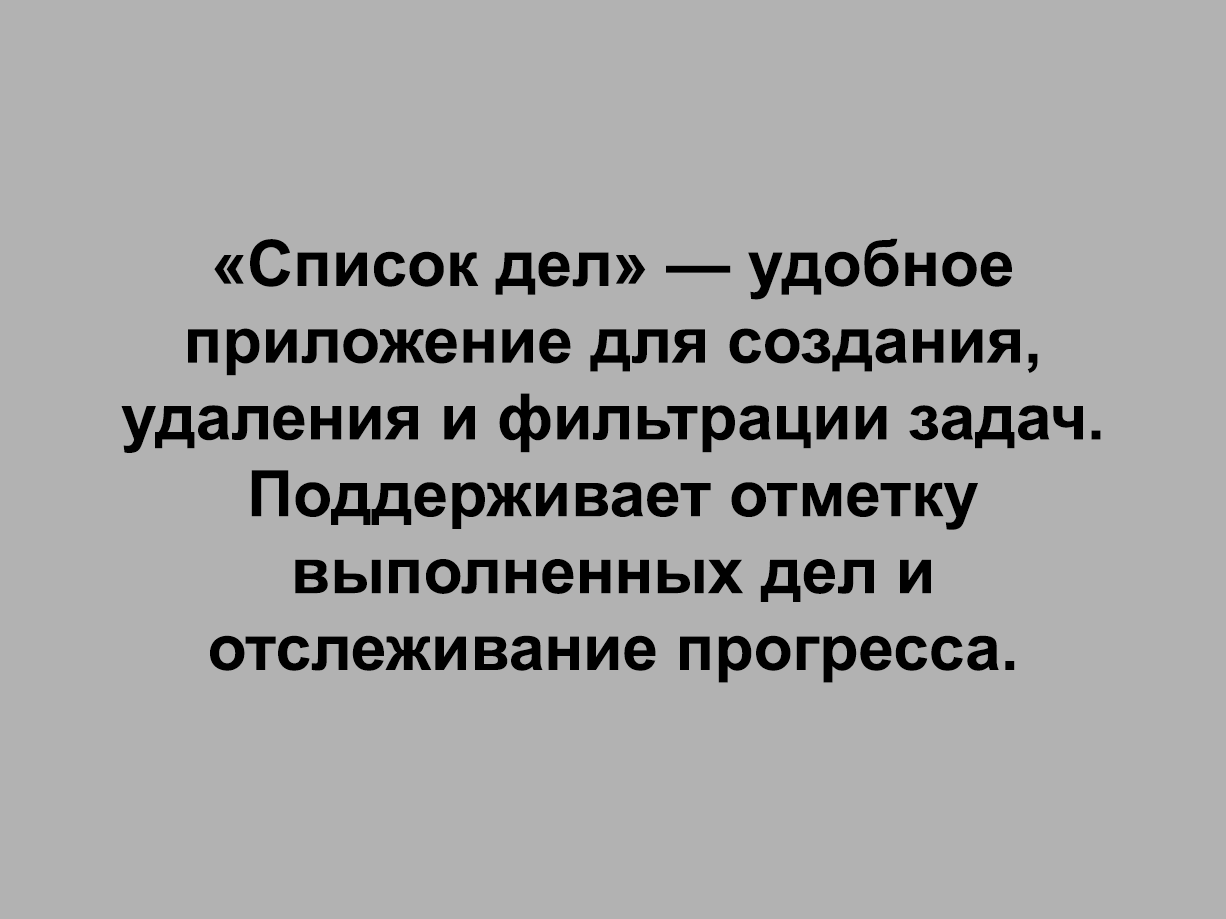 «Список дел» — удобное
приложение для создания,
удаления и фильтрации задач.
Поддерживает отметку
выполненных дел и
отслеживание прогресса.